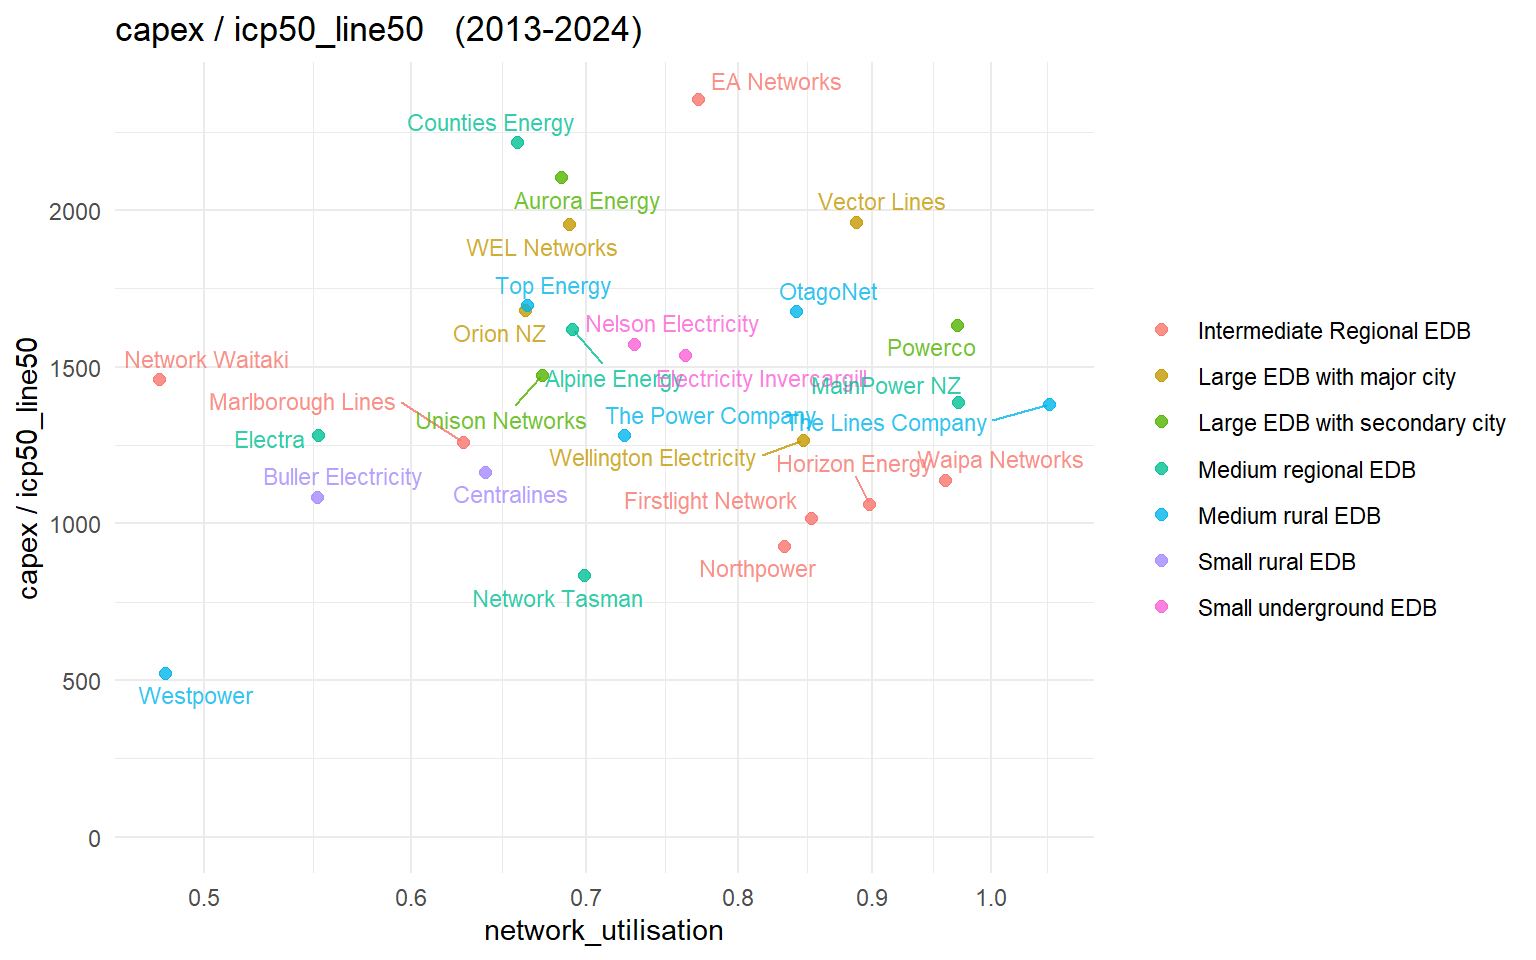 capex / icp50_line50 (2013-2024)
capex / icp50_line50
2000
1500
1000
500
0
EA Networks
Counties Energy
Aurora Energy
Vector Lines
WEL Networks
Top Energy
OtagoNet
Nelson Electricity
Orion NZ
Powerco
Network Waitaki
Alpine Energy
Electricity Invercargill
MainPower NZ
Marlborough Lines
Unison Networks
The Power Company
The Lines Company
Electra
Wellington Electricity
Horizon Energy
Waipa Networks
Buller Electricity
Centralines
Firstlight Network
Northpower
Network Tasman
Westpower
0.5
0.6
0.7
0.8
0.9
1.0
network_utilisation
Intermediate Regional EDB
Large EDB with major city
Large EDB with secondary city
Medium regional EDB
Medium rural EDB
Small rural EDB
Small underground EDB